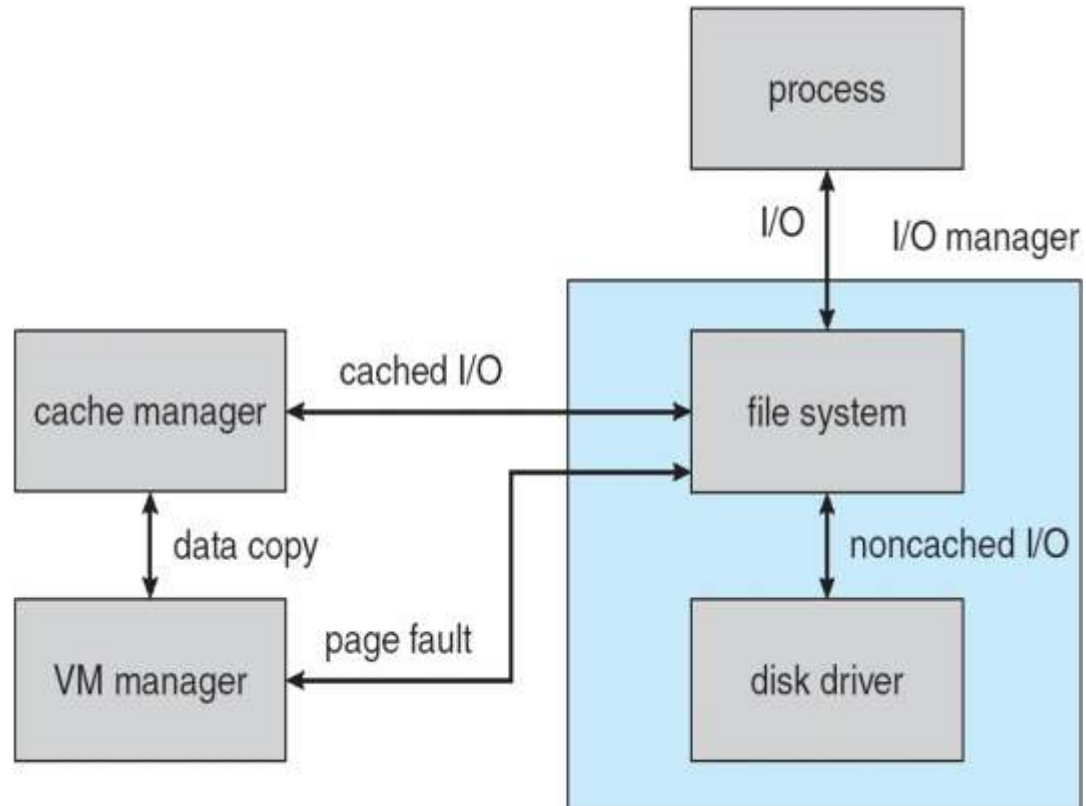 process
I/O
I/O manager
cached I/O
cache manager
file system
data copy
noncached I/O
page fault
VM manager
disk driver